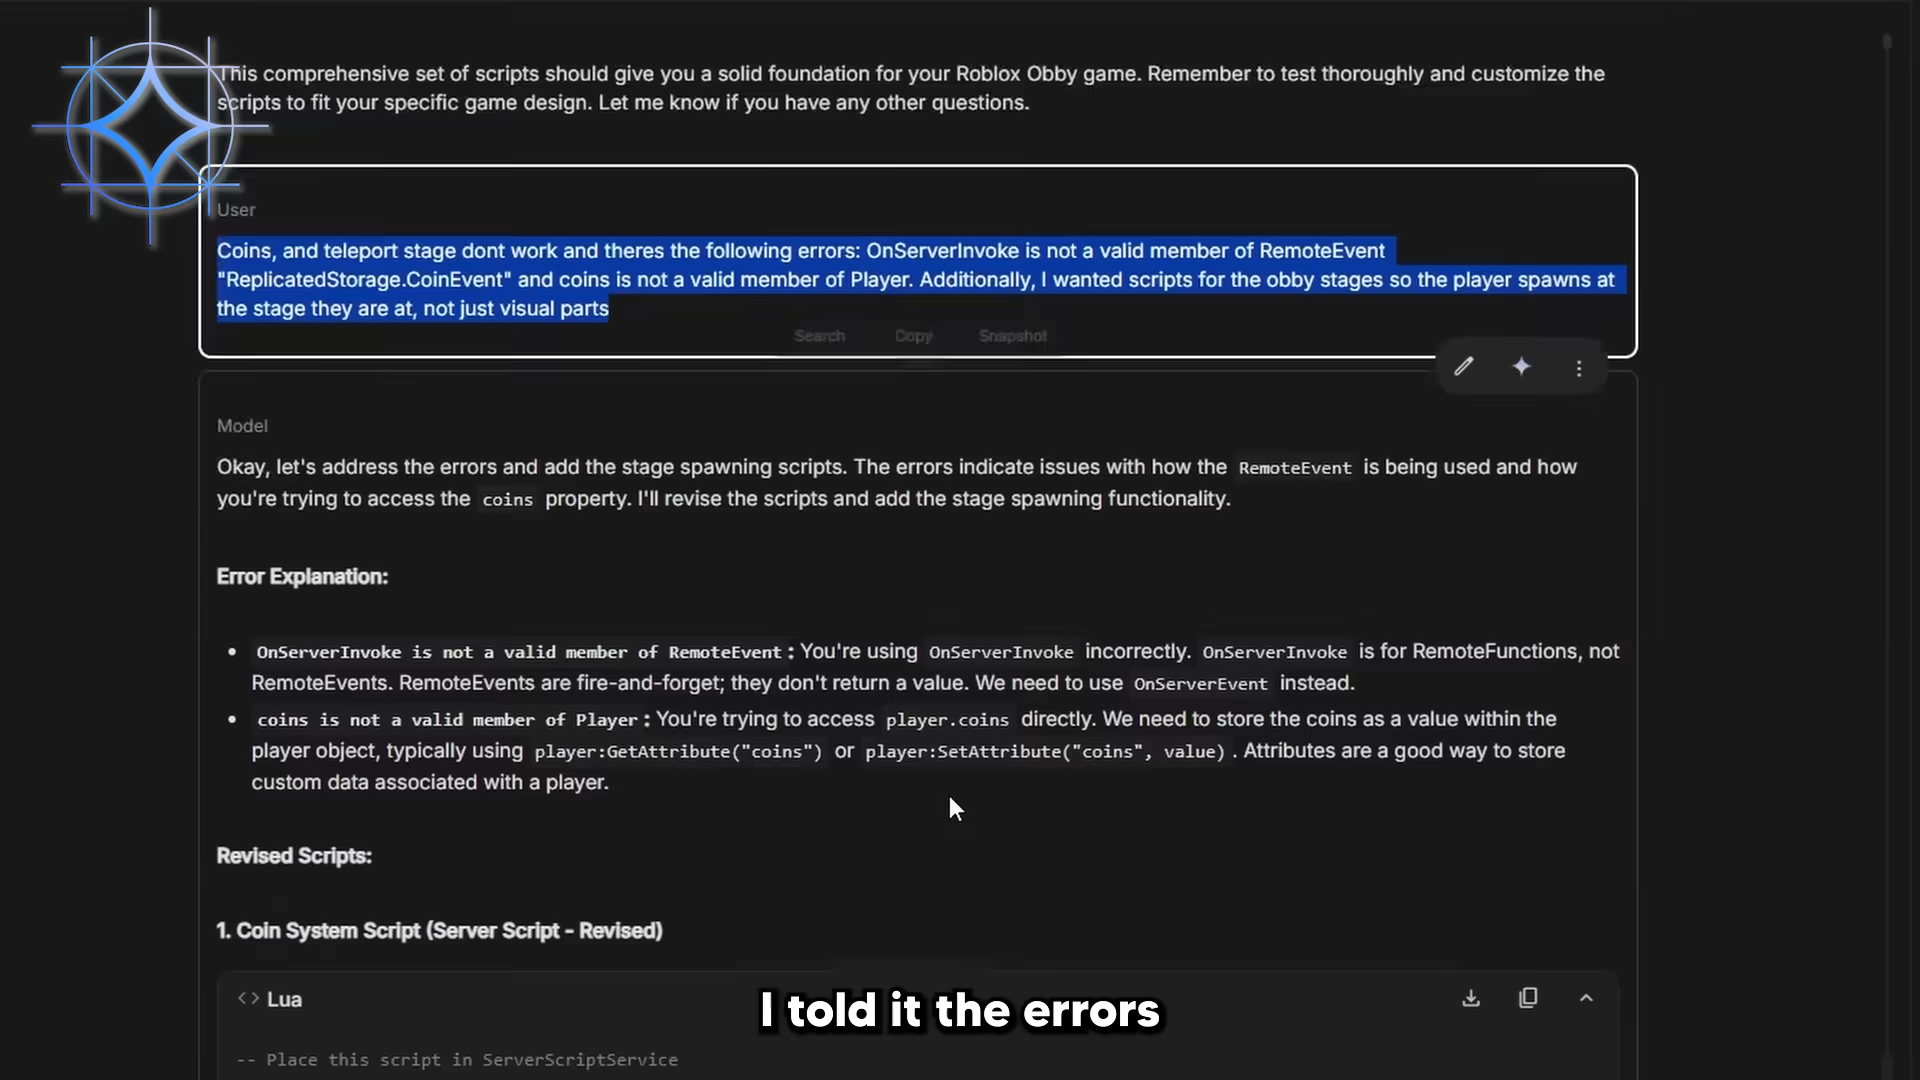 This comprehensive set of scripts should give you a solid foundation for your Roblox Obby game. Remember to test thoroughly and customize the
scripts to fit your specific game design. Let me know if you have any other questions.
User
Coins, and teleport stage dont work and theres the following errors: OnServerInvoke is not a valid member of RemoteEvent
"ReplicatedStorage.CoinEvent" and coins is not a valid member of Player. Additionally, I wanted scripts for the obby stages so the player spawns at
the stage they are at, not just visual parts
Search Copy Snapshot
Model
Okay, let's address the errors and add the stage spawning scripts. The errors indicate issues with how the RemoteEvent is being used and how
you're trying to access the coins property. I'll revise the scripts and add the stage spawning functionality.
Error Explanation:
• OnServerInvoke is not a valid member of RemoteEvent: You're using OnServerInvoke incorrectly. OnServerInvoke is for RemoteFunctions, not
RemoteEvents. RemoteEvents are fire-and-forget; they don't return a value. We need to use OnServerEvent instead.
• coins is not a valid member of Player: You're trying to access player.coins directly. We need to store the coins as a value within the
player object, typically using player:GetAttribute("coins") or player:SetAttribute("coins", value) . Attributes are a good way to store
custom data associated with a player.
Revised Scripts:
1. Coin System Script (Server Script - Revised)
<> Lua
I told it the errors
-- Place this script in ServerScriptService